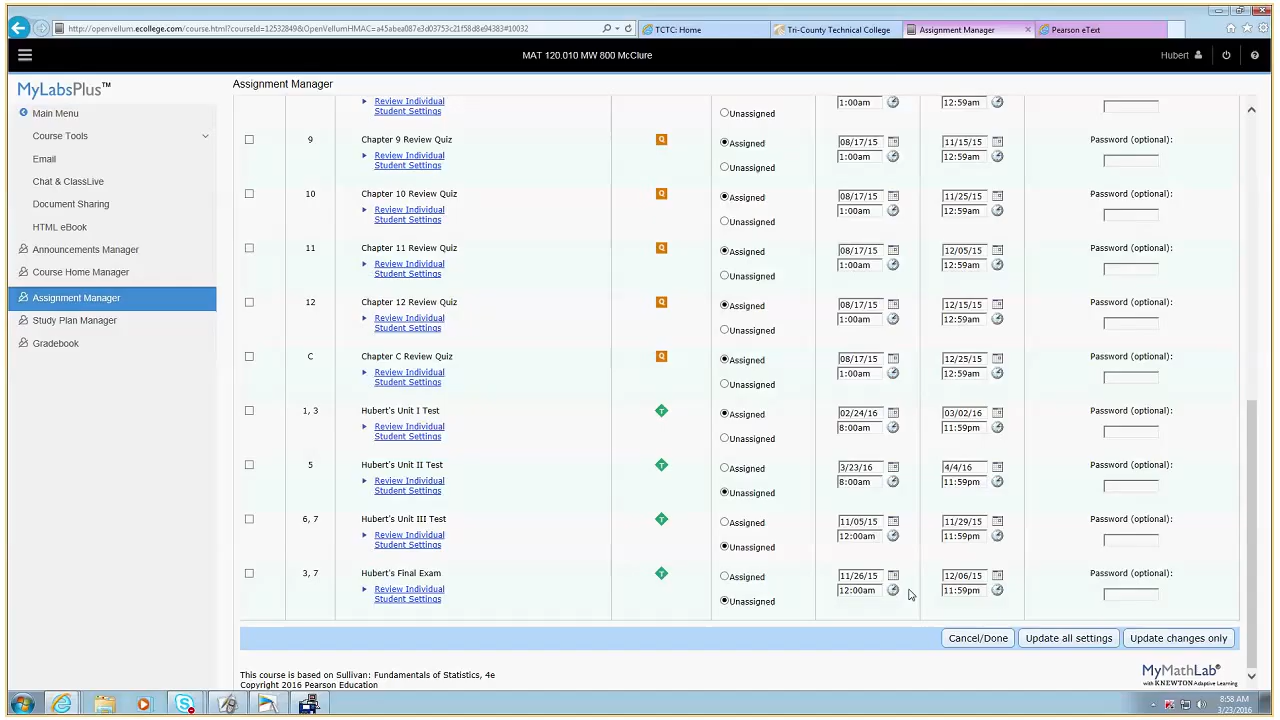 http://openvellum.ecollege.com/course.html?courseId=12532849&OpenVellumHMAC=a45abea087e3d03753c21f58d8e94383#10032
TCTC: Home
Tri-County Technical College
Assignment Manager
Pearson eText
MAT 120.010 MW 800 McClure
Hubert
MyLabsPlus™
Main Menu
Course Tools
Email
Chat & ClassLive
Document Sharing
HTML eBook
Announcements Manager
Course Home Manager
Assignment Manager
Study Plan Manager
Gradebook
Assignment Manager
Review Individual
Student Settings
Unassigned
1:00am
12:59am
9
Chapter 9 Review Quiz
Review Individual
Student Settings
Q
Assigned
Unassigned
08/17/15
1:00am
11/15/15
12:59am
Password (optional):
10
Chapter 10 Review Quiz
Review Individual
Student Settings
Q
Assigned
Unassigned
08/17/15
1:00am
11/25/15
12:59am
Password (optional):
11
Chapter 11 Review Quiz
Review Individual
Student Settings
Q
Assigned
Unassigned
08/17/15
1:00am
12/05/15
12:59am
Password (optional):
12
Chapter 12 Review Quiz
Review Individual
Student Settings
Q
Assigned
Unassigned
08/17/15
1:00am
12/15/15
12:59am
Password (optional):
C
Chapter C Review Quiz
Review Individual
Student Settings
Q
Assigned
Unassigned
08/17/15
1:00am
12/25/15
12:59am
Password (optional):
1, 3
Hubert's Unit I Test
Review Individual
Student Settings
T
Assigned
Unassigned
02/24/16
8:00am
03/02/16
11:59pm
Password (optional):
5
Hubert's Unit II Test
Review Individual
Student Settings
T
Assigned
Unassigned
3/23/16
8:00am
4/4/16
11:59pm
Password (optional):
6, 7
Hubert's Unit III Test
Review Individual
Student Settings
T
Assigned
Unassigned
11/05/15
12:00am
11/29/15
11:59pm
Password (optional):
3, 7
Hubert's Final Exam
Review Individual
Student Settings
T
Assigned
Unassigned
11/26/15
12:00am
12/06/15
11:59pm
Password (optional):
Cancel/Done
Update all settings
Update changes only
This course is based on Sullivan: Fundamentals of Statistics, 4e
Copyright 2016 Pearson Education
MyMathLab®
with KNEWTON Adaptive Learning
8:58 AM
3/23/2016